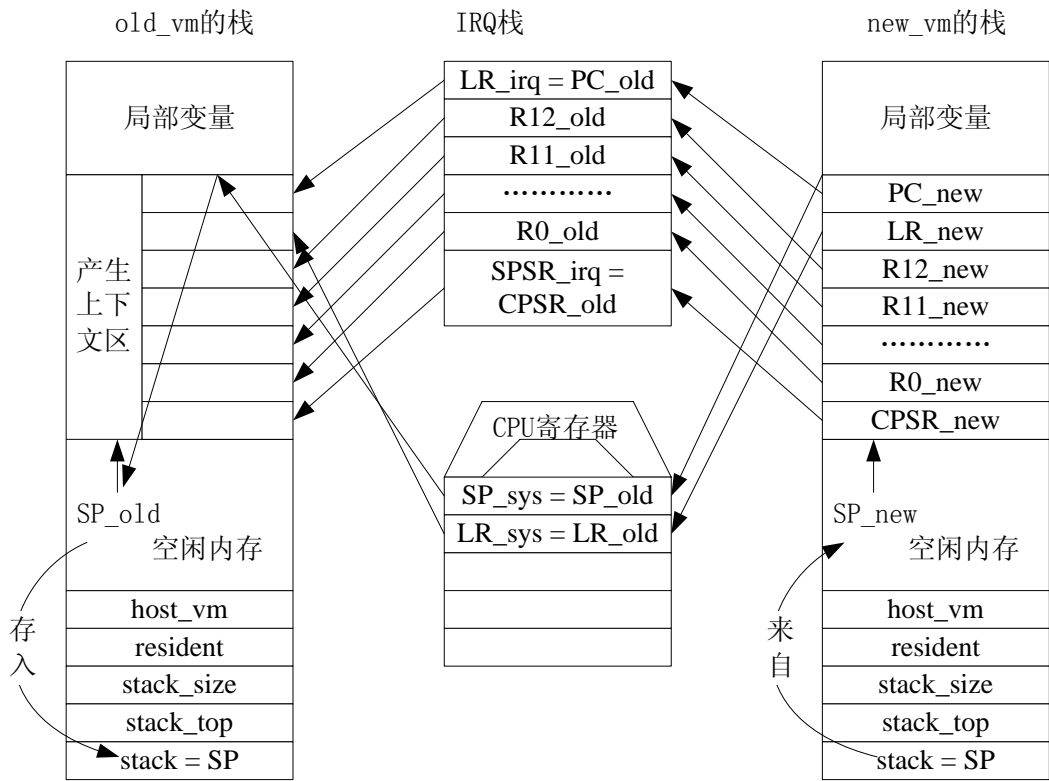 old_vm的栈
局部变量
产生
上下
文区
SP_old
空闲内存
存
入
host_vm
resident
stack_size
stack_top
stack = SP
IRQ栈
LR_irq = PC_old
R12_old
R11_old
…………
R0_old
SPSR_irq =
CPSR_old
CPU寄存器
SP_sys = SP_old
LR_sys = LR_old
new_vm的栈
局部变量
PC_new
LR_new
R12_new
R11_new
…………
R0_new
CPSR_new
SP_new
空闲内存
来
自
host_vm
resident
stack_size
stack_top
stack = SP